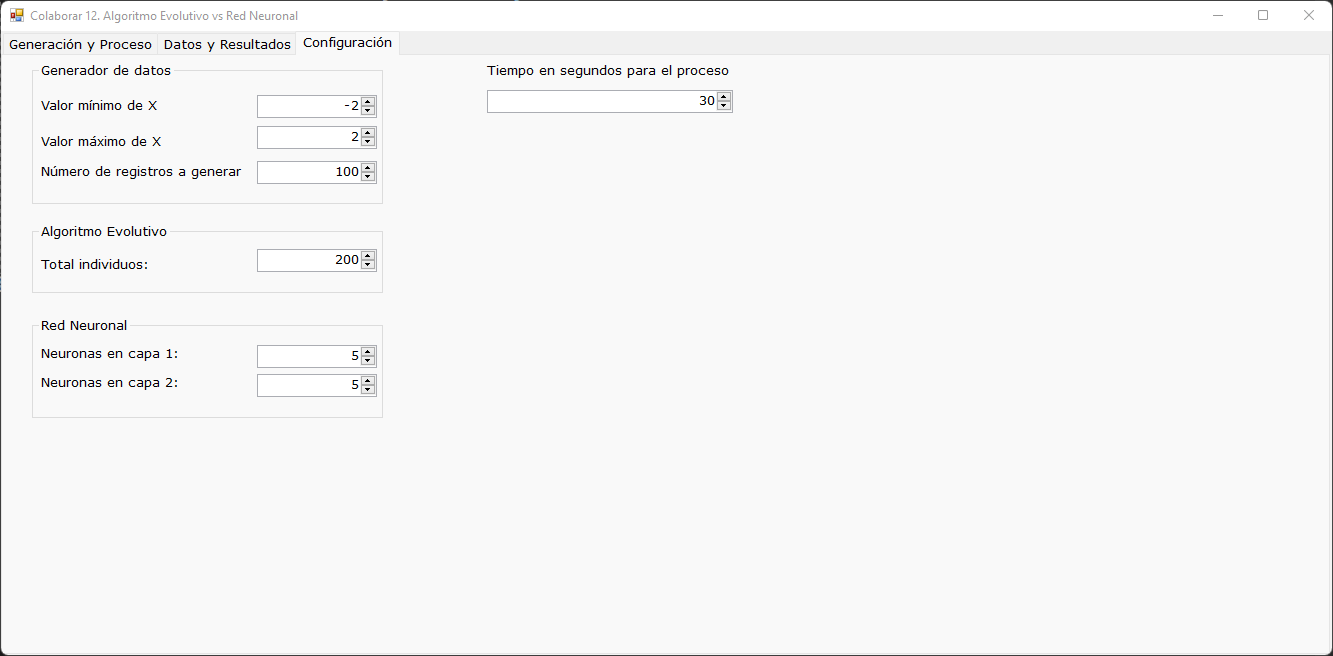 Colaborar 12. Algoritmo Evolutivo vs Red Neuronal
Generación y Proceso Datos y Resultados Configuración
Generador de datos
Valor mínimo de X -2
Valor máximo de X 2
Número de registros a generar 100
Algoritmo Evolutivo
Total individuos: 200
Red Neuronal
Neuronas en capa 1: 5
Neuronas en capa 2: 5
Tiempo en segundos para el proceso
30